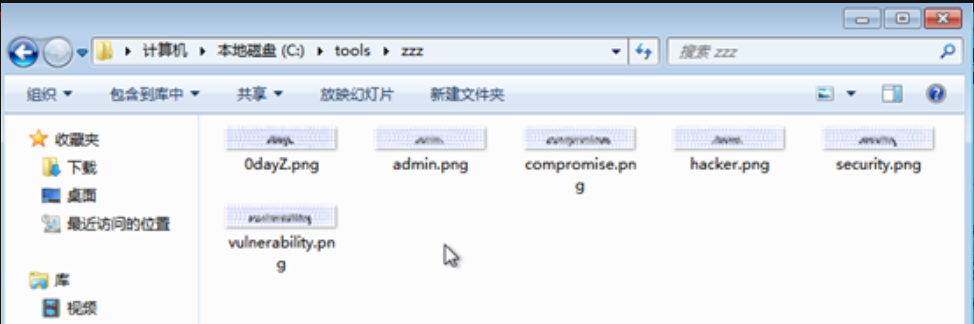 计算机 本地磁盘 (C:) tools zzz 搜索 zzz
组织 包含到库中 共享 放映幻灯片 新建文件夹
收藏夹
下载
桌面
最近访问的位置
库
视频
0dayZ.png admin.png compromise.pn hacker.png security.png
g
vulnerability.pn
g